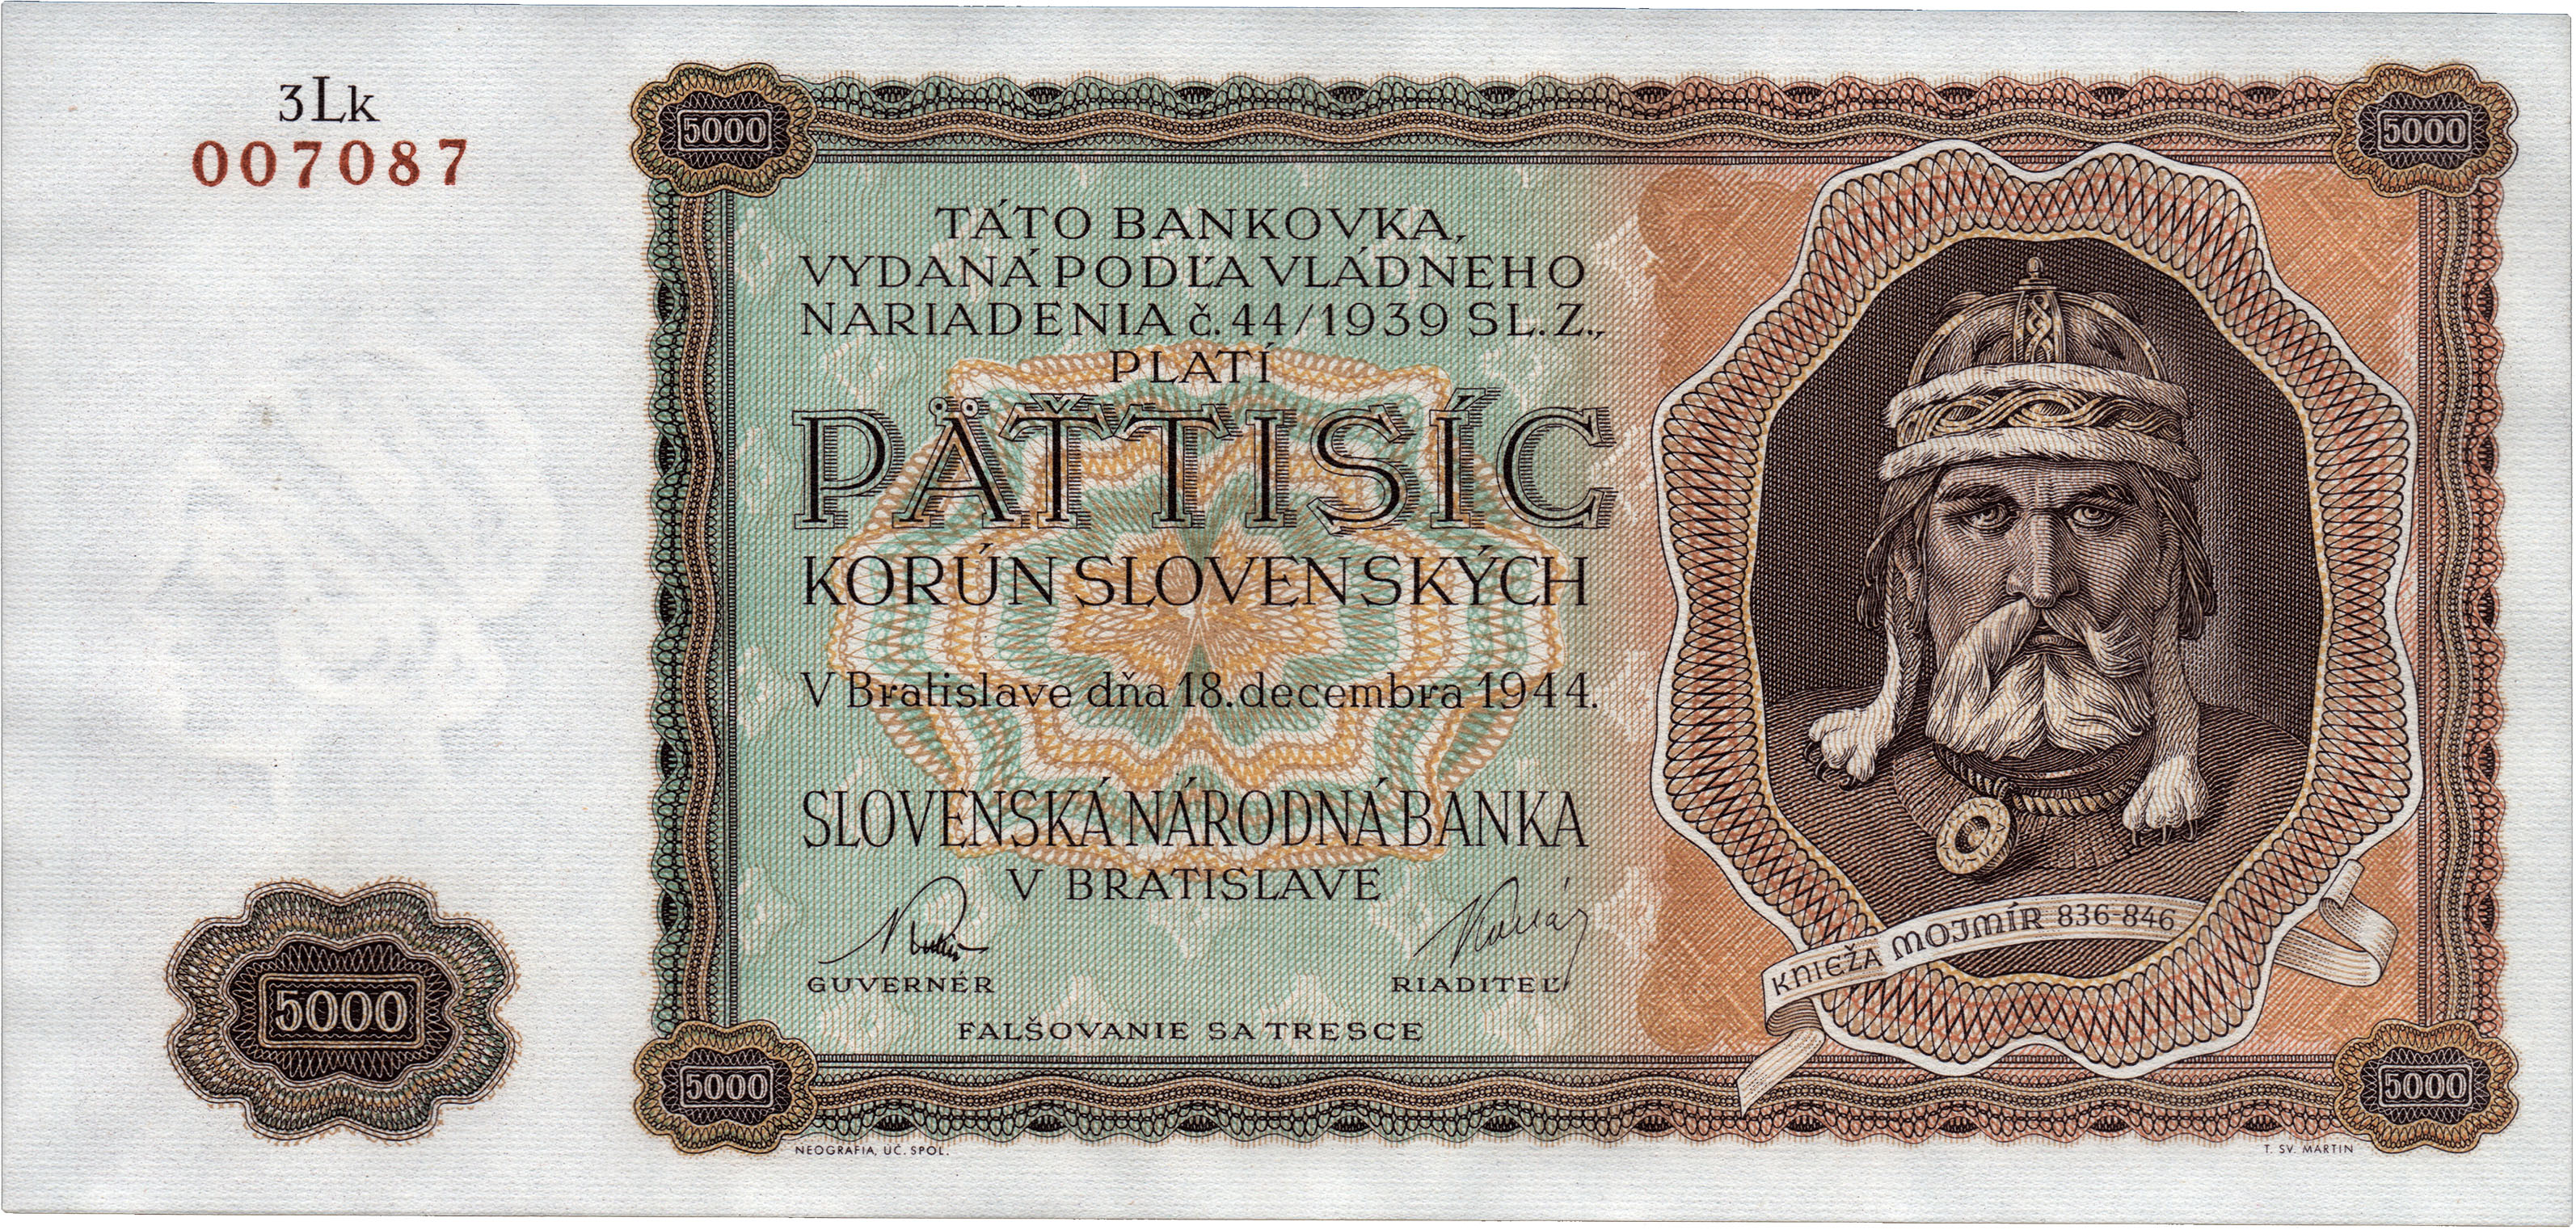 3Lk
007087
5000
5000
TÁTO BANKOVKA,
VYDANÁ PODĽA VLÁDNEHO
NARIADENIA č. 44/1939 SL. Z.,
PLATÍ
PÄŤTISÍC
KORÚN SLOVENSKÝCH
V Bratislave dňa 18. decembra 1944.
SLOVENSKÁ NÁRODNÁ BANKA
V BRATISLAVE
GUVERNÉR
RIADITEĽ
FALŠOVANIE SA TRESCE
KNIEŽA MOJMÍR 836-846
5000
5000
5000
NEOGRAFIA, UČ. SPOL.
T. SV. MARTIN